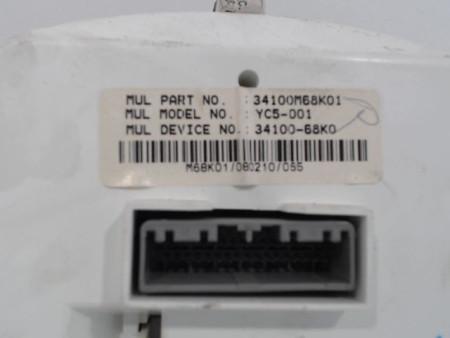 MUL PART NO. : 34100M68K01
MUL MODEL NO. : YC5-001
MUL DEVICE NO. : 34100-68K0
M68K01/080210/055